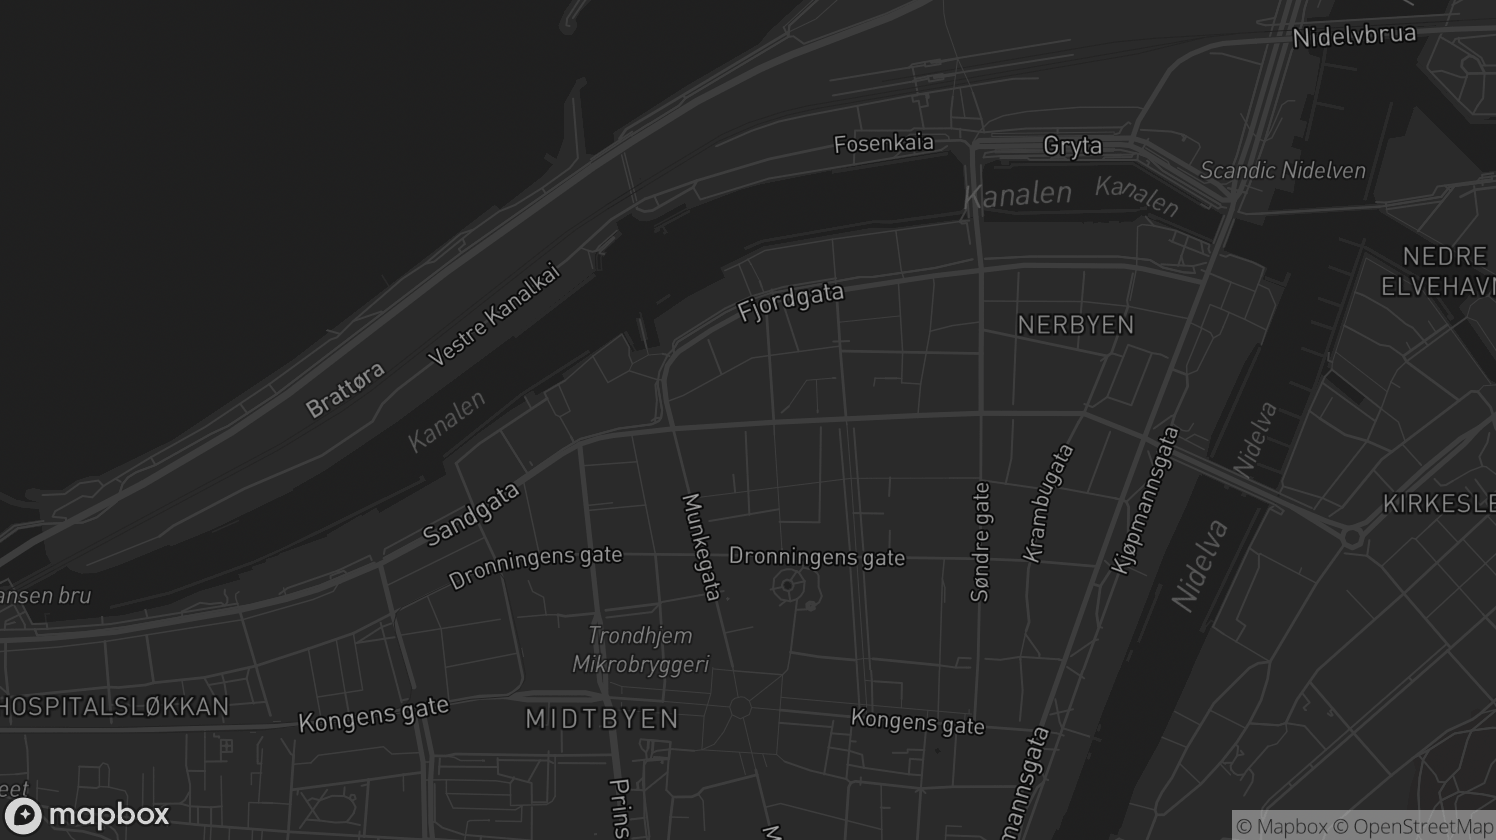 Nidelvbrua
Fosenkaia
Gryta
Scandic Nidelven
Kanalen
Kanalen
NEDRE
ELVEHAVN
Vestre Kanalkai
Fjordgata
NERBYEN
Brattøra
Kanalen
Nidelva
Sandgata
Munkegata
Søndre gate
Krambugata
Kjøpmannsgata
KIRKESLE
Dronningens gate
Dronningens gate
Nidelva
ansen bru
Trondhjem
Mikrobryggeri
HOSPITALSLØKKAN
Kongens gate
MIDTBYEN
Kongens gate
mannsgata
eet
Prins
M
mapbox
© Mapbox © OpenStreetMap